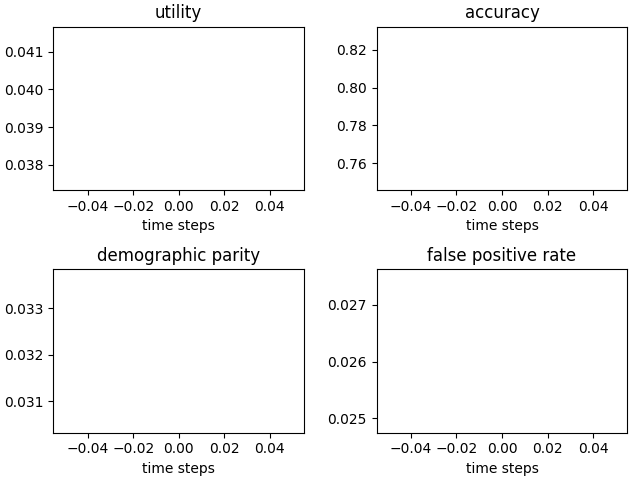 utility
0.041
0.040
0.039
0.038
−0.04 −0.02 0.00 0.02 0.04
time steps
accuracy
0.82
0.80
0.78
0.76
−0.04 −0.02 0.00 0.02 0.04
time steps
demographic parity
0.033
0.032
0.031
−0.04 −0.02 0.00 0.02 0.04
time steps
false positive rate
0.027
0.026
0.025
−0.04 −0.02 0.00 0.02 0.04
time steps